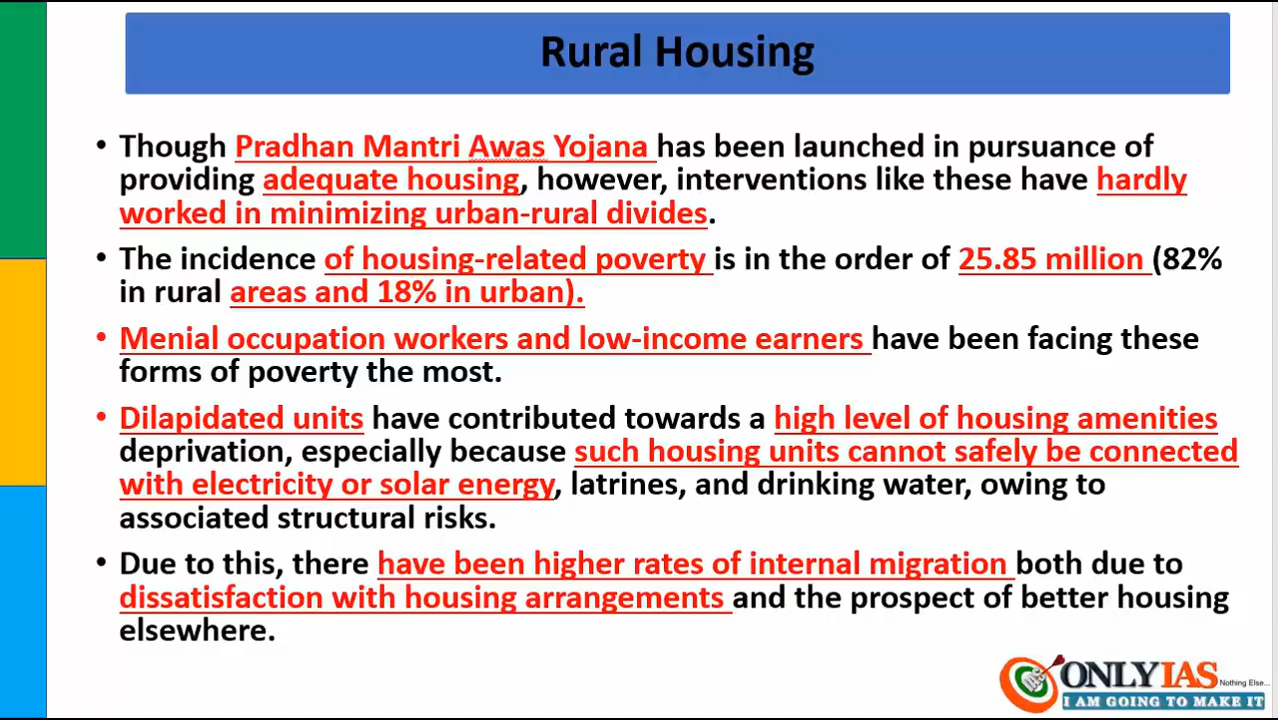 Rural Housing
• Though Pradhan Mantri Awas Yojana has been launched in pursuance of
providing adequate housing, however, interventions like these have hardly
worked in minimizing urban-rural divides.
• The incidence of housing-related poverty is in the order of 25.85 million (82%
in rural areas and 18% in urban).
• Menial occupation workers and low-income earners have been facing these
forms of poverty the most.
• Dilapidated units have contributed towards a high level of housing amenities
deprivation, especially because such housing units cannot safely be connected
with electricity or solar energy, latrines, and drinking water, owing to
associated structural risks.
• Due to this, there have been higher rates of internal migration both due to
dissatisfaction with housing arrangements and the prospect of better housing
elsewhere.
ONLYIAS Nothing Else...
I AM GOING TO MAKE IT